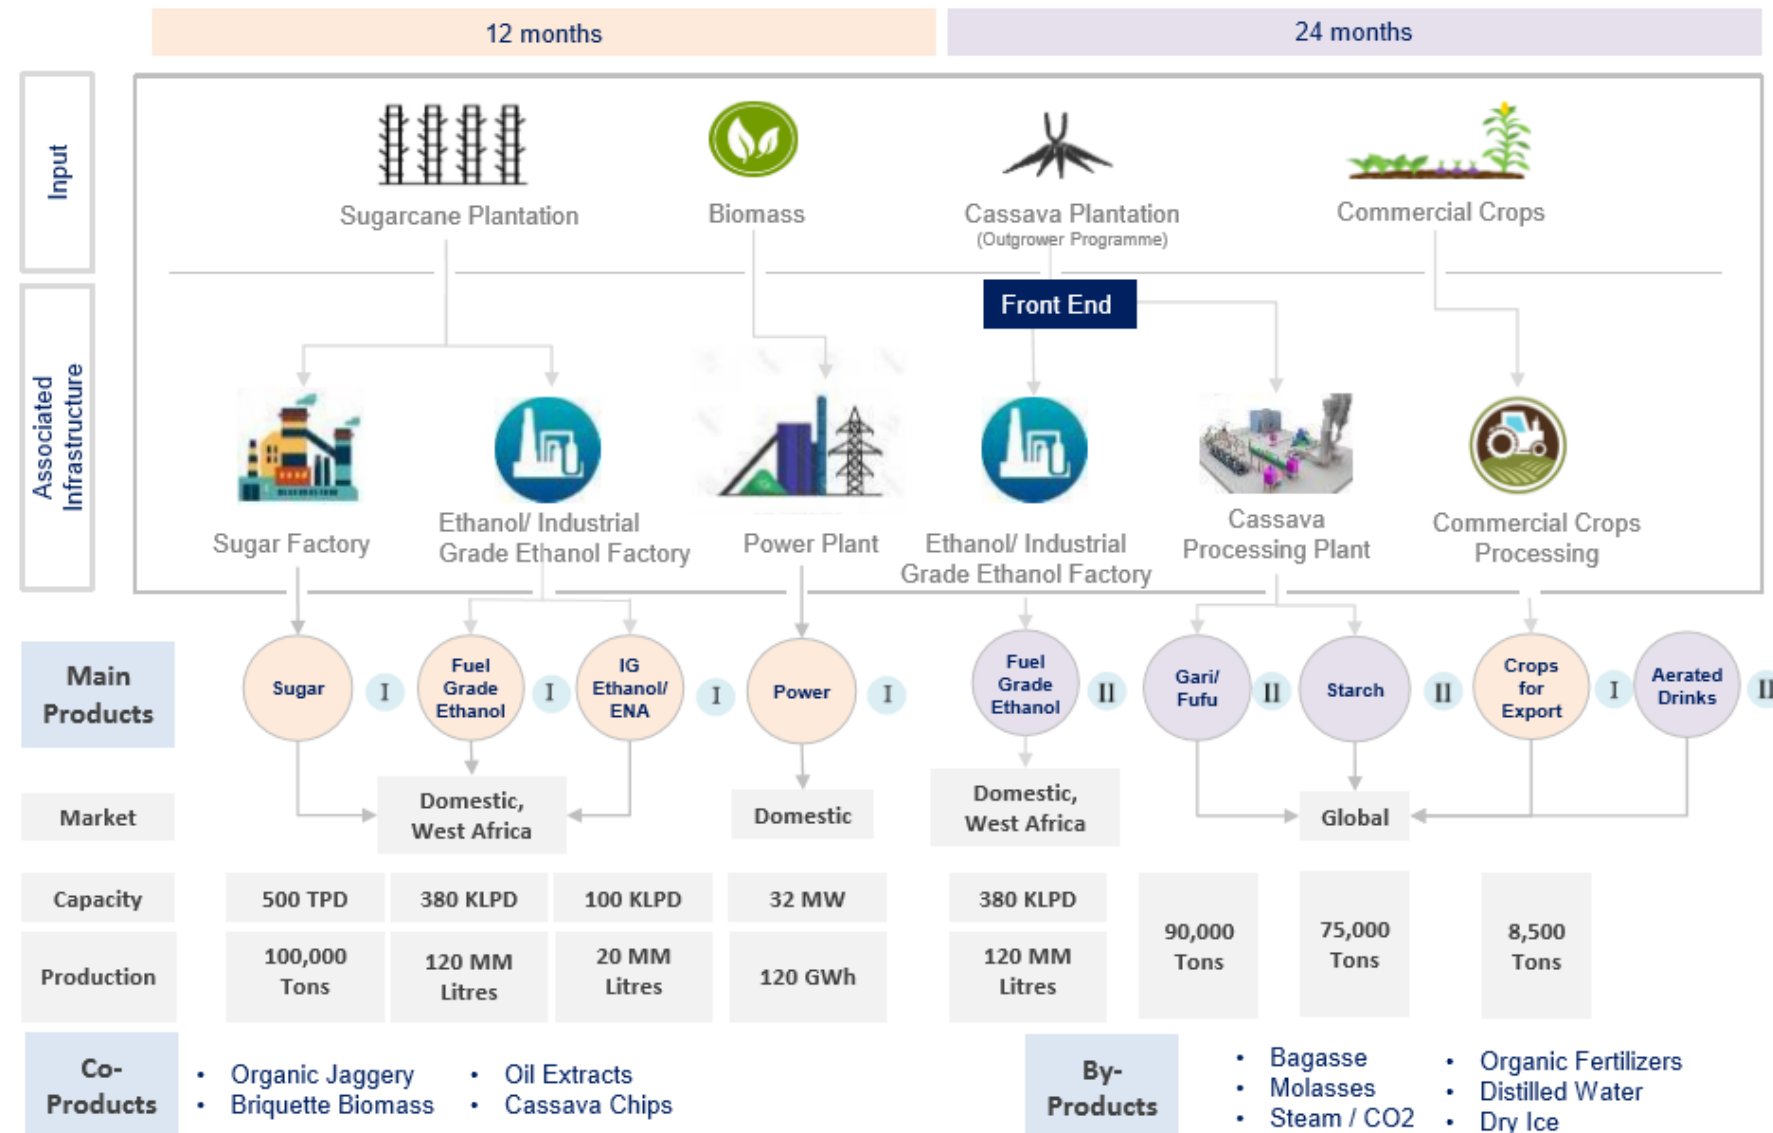 12 months
24 months
Input
Sugarcane Plantation
Biomass
Cassava Plantation
(Outgrower Programme)
Commercial Crops
Front End
Associated
Infrastructure
Sugar Factory
Ethanol/ Industrial
Grade Ethanol Factory
Power Plant
Ethanol/ Industrial
Grade Ethanol Factory
Cassava
Processing Plant
Commercial Crops
Processing
Main
Products
Sugar
I
Fuel
Grade
Ethanol
I
IG
Ethanol/
ENA
I
Power
I
Fuel
Grade
Ethanol
II
Gari/
Fufu
II
Starch
II
Crops
for
Export
I
Aerated
Drinks
II
Market
Domestic,
West Africa
Domestic
Domestic,
West Africa
Global
Capacity
500 TPD
380 KLPD
100 KLPD
32 MW
380 KLPD
90,000
Tons
75,000
Tons
8,500
Tons
Production
100,000
Tons
120 MM
Litres
20 MM
Litres
120 GWh
120 MM
Litres
Co-
Products
• Organic Jaggery
• Briquette Biomass
• Oil Extracts
• Cassava Chips
By-
Products
• Bagasse
• Molasses
• Steam / CO2
• Organic Fertilizers
• Distilled Water
• Dry Ice